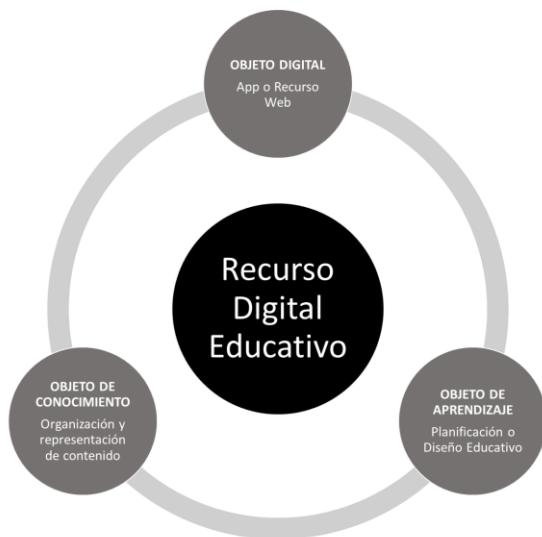 OBJETO DIGITAL
App o Recurso
Web
Recurso
Digital
Educativo
OBJETO DE
CONOCIMIENTO
Organización y
representación
de contenido
OBJETO DE
APRENDIZAJE
Planificación o
Diseño Educativo